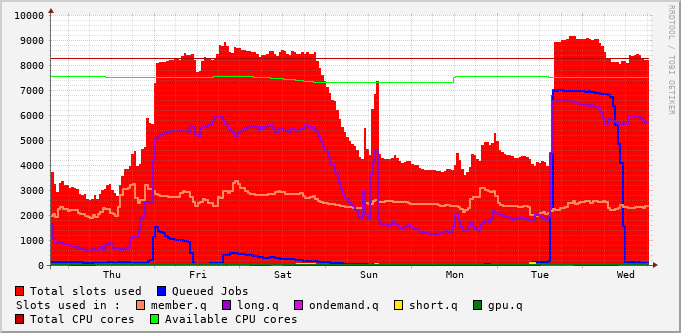 RRDTOOL / TOBI OETIKER
10000
9000
8000
7000
6000
5000
4000
3000
2000
1000
0
Thu Fri Sat Sun Mon Tue Wed
Total slots used Queued Jobs
Slots used in : member.q long.q ondemand.q short.q gpu.q
Total CPU cores Available CPU cores